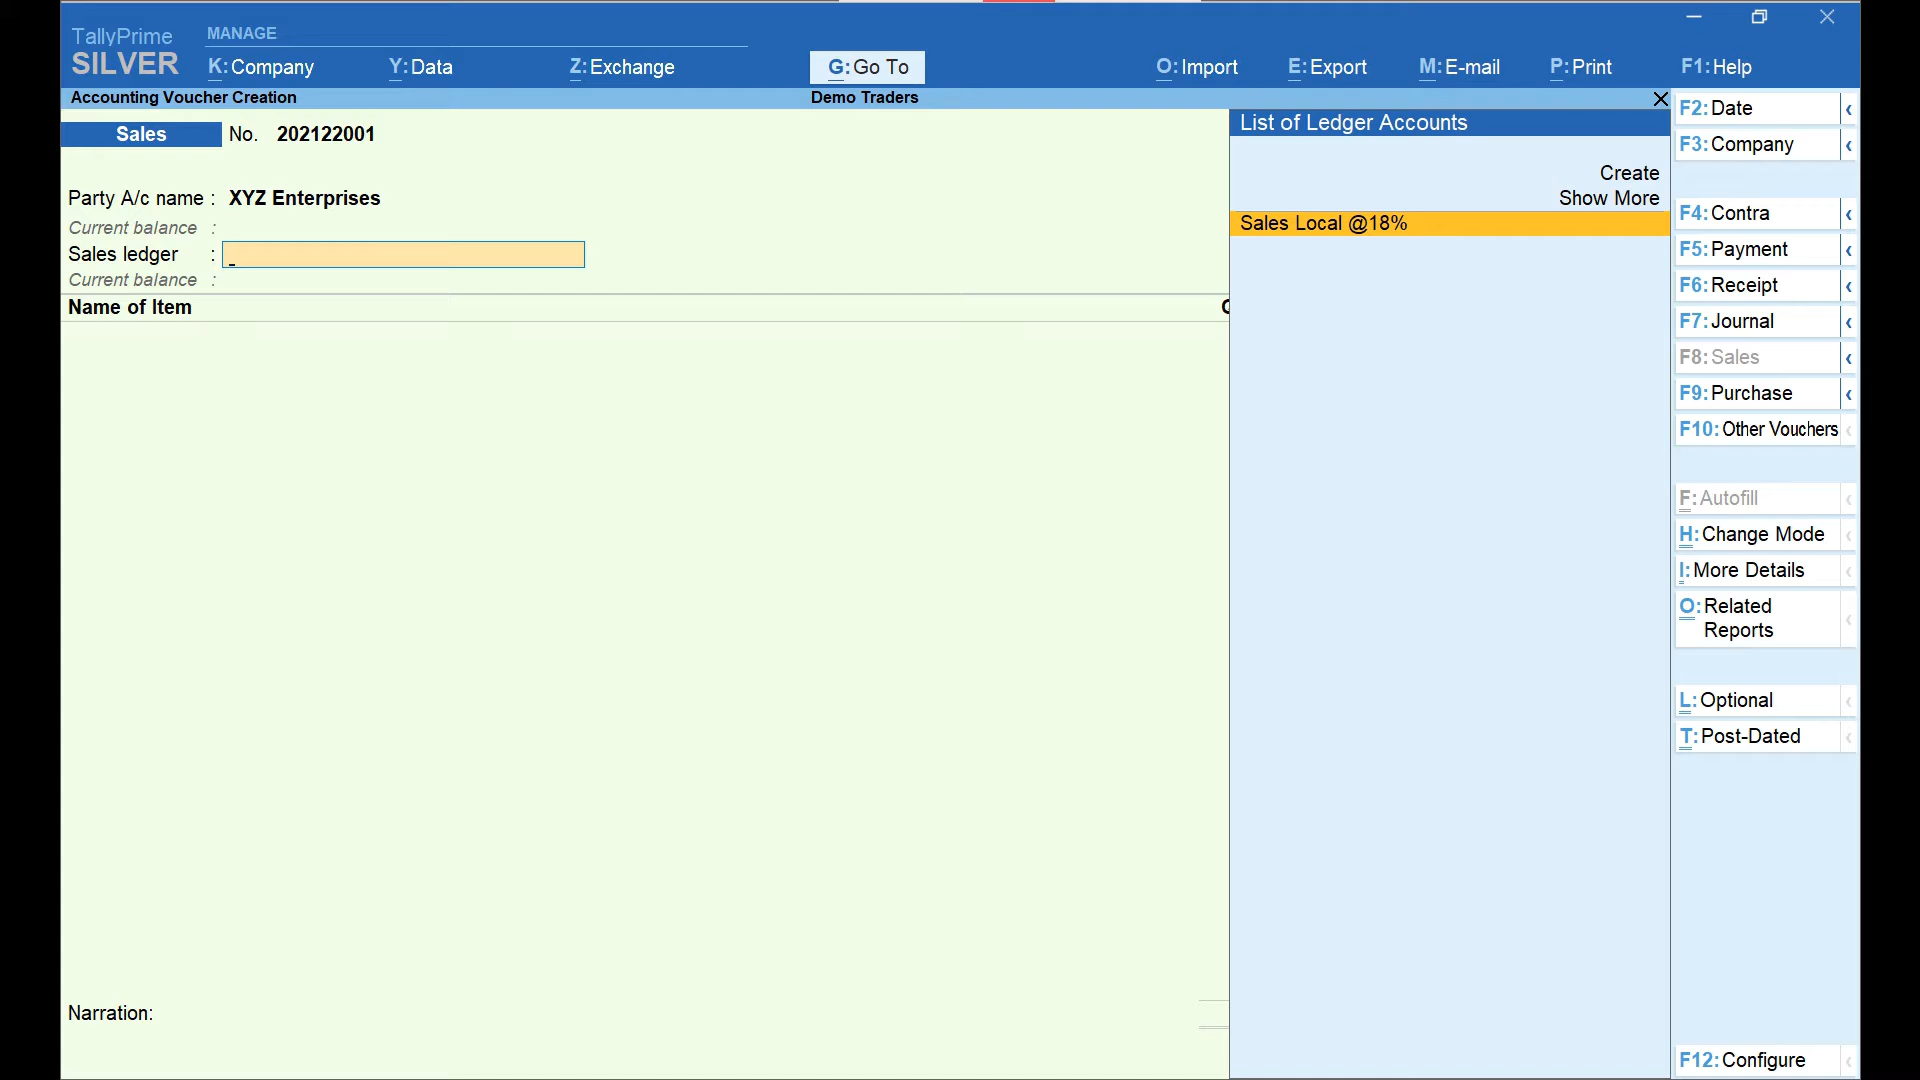 TallyPrime
SILVER
MANAGE
K: Company
Y: Data
Z: Exchange
G: Go To
O: Import
E: Export
M: E-mail
P: Print
F1: Help
Accounting Voucher Creation
Demo Traders
Sales
No. 202122001
Party A/c name : XYZ Enterprises
Current balance :
Sales ledger :
Current balance :
Name of Item
Narration:
List of Ledger Accounts
Create
Show More
Sales Local @18%
F2: Date
F3: Company
F4: Contra
F5: Payment
F6: Receipt
F7: Journal
F8: Sales
F9: Purchase
F10: Other Vouchers
F: Autofill
H: Change Mode
I: More Details
O: Related
Reports
L: Optional
T: Post-Dated
F12: Configure